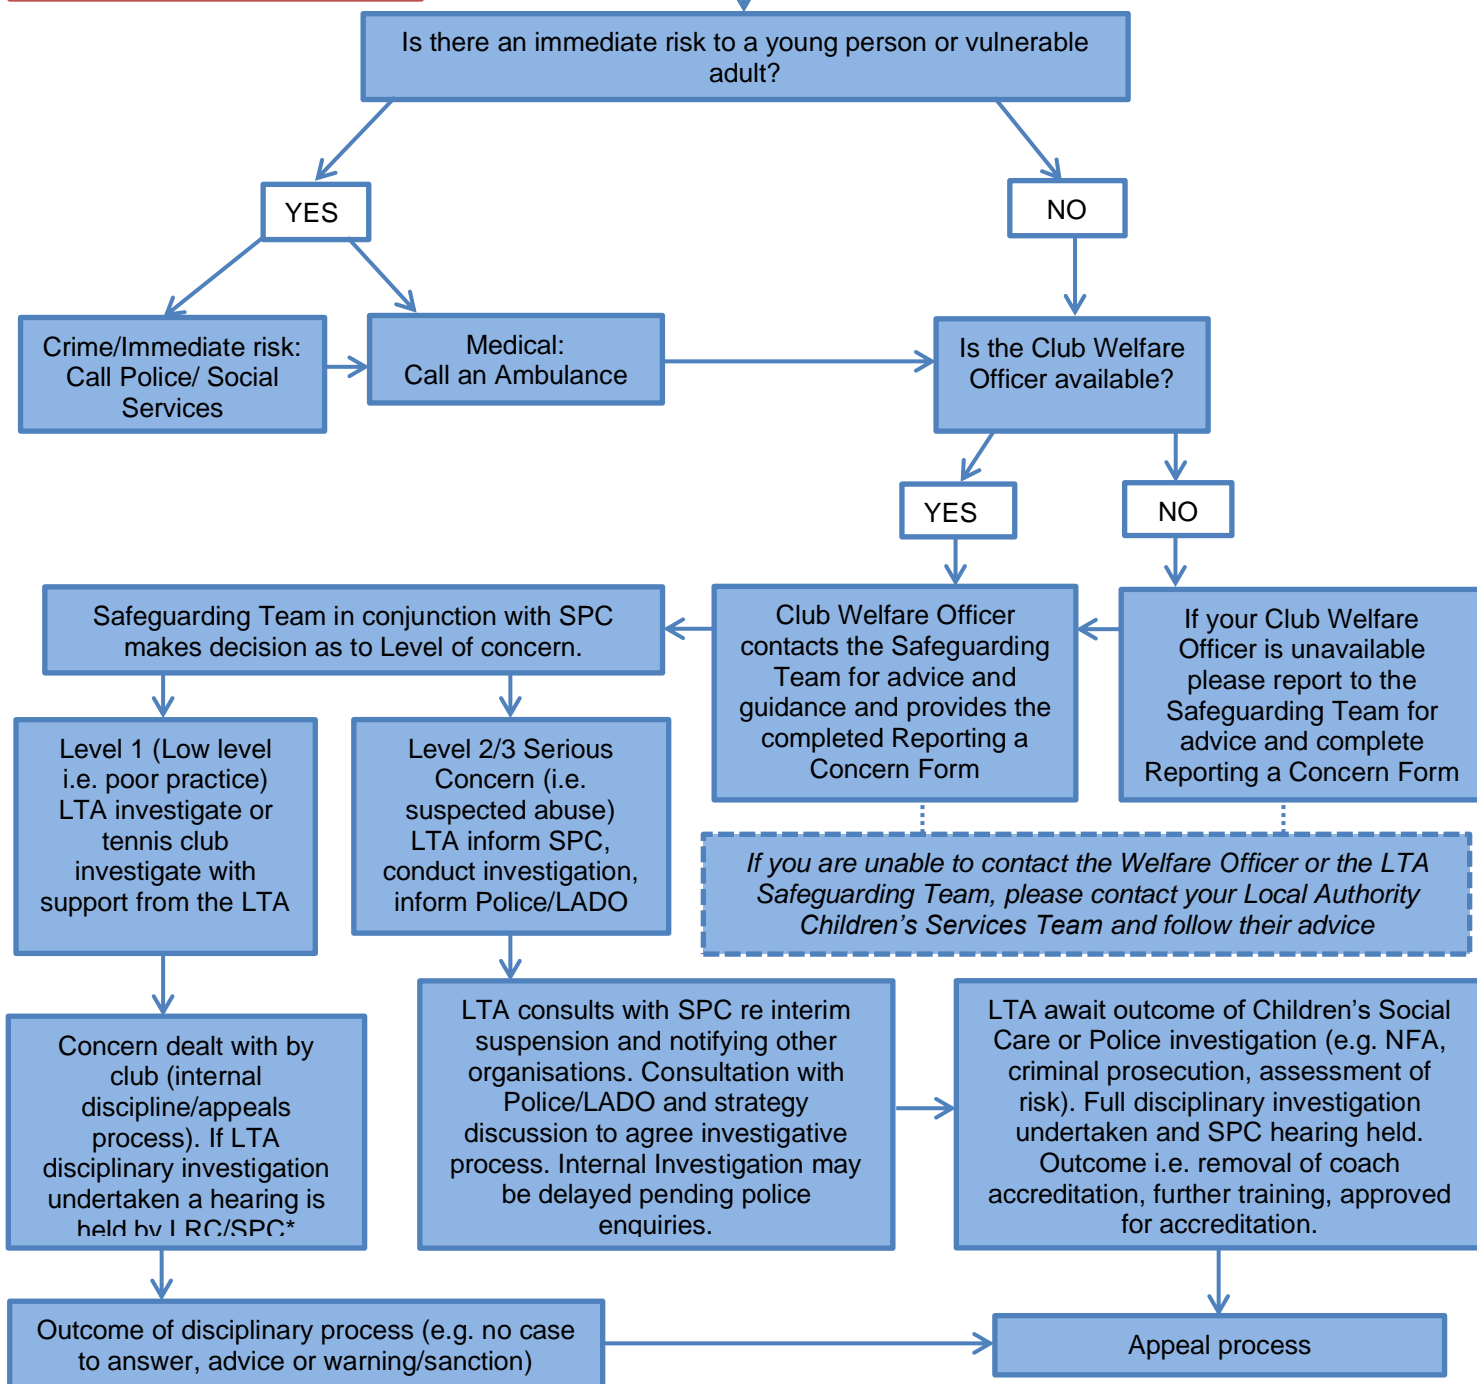 Is there an immediate risk to a young person or vulnerable
adult?
YES
NO
Crime/Immediate risk:
Call Police/ Social
Services
Medical:
Call an Ambulance
Is the Club Welfare
Officer available?
YES
NO
Safeguarding Team in conjunction with SPC
makes decision as to Level of concern.
Club Welfare Officer
contacts the Safeguarding
Team for advice and
guidance and provides the
completed Reporting a
Concern Form
If your Club Welfare
Officer is unavailable
please report to the
Safeguarding Team for
advice and complete
Reporting a Concern Form
Level 1 (Low level
i.e. poor practice)
LTA investigate or
tennis club
investigate with
support from the LTA
Level 2/3 Serious
Concern (i.e.
suspected abuse)
LTA inform SPC,
conduct investigation,
inform Police/LADO
If you are unable to contact the Welfare Officer or the LTA
Safeguarding Team, please contact your Local Authority
Children’s Services Team and follow their advice
Concern dealt with by
club (internal
discipline/appeals
process). If LTA
disciplinary investigation
undertaken a hearing is
held by LRC/SPC*
LTA consults with SPC re interim
suspension and notifying other
organisations. Consultation with
Police/LADO and strategy
discussion to agree investigative
process. Internal Investigation may
be delayed pending police
enquiries.
LTA await outcome of Children’s Social
Care or Police investigation (e.g. NFA,
criminal prosecution, assessment of
risk). Full disciplinary investigation
undertaken and SPC hearing held.
Outcome i.e. removal of coach
accreditation, further training, approved
for accreditation.
Outcome of disciplinary process (e.g. no case
to answer, advice or warning/sanction)
Appeal process